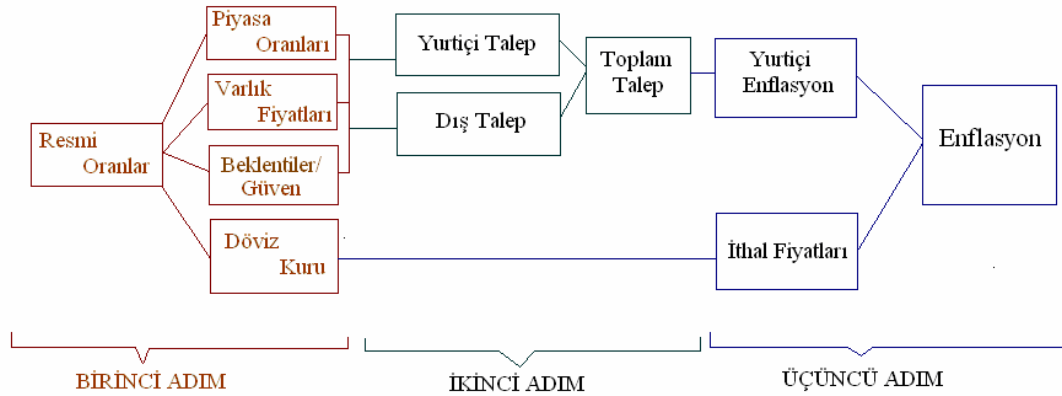 Resmi
Oranlar
Piyasa
Oranları
Varlık
Fiyatları
Beklentiler/
Güven
Döviz
Kuru
Yurtiçi Talep
Dış Talep
Toplam
Talep
Yurtiçi
Enflasyon
İthal Fiyatları
Enflasyon
BİRİNCİ ADIM
İKİNCİ ADIM
ÜÇÜNCÜ ADIM